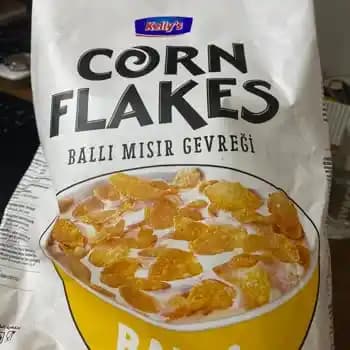 Kelly's
CORN
FLAKES
BALLI MISIR GEVREĞİ